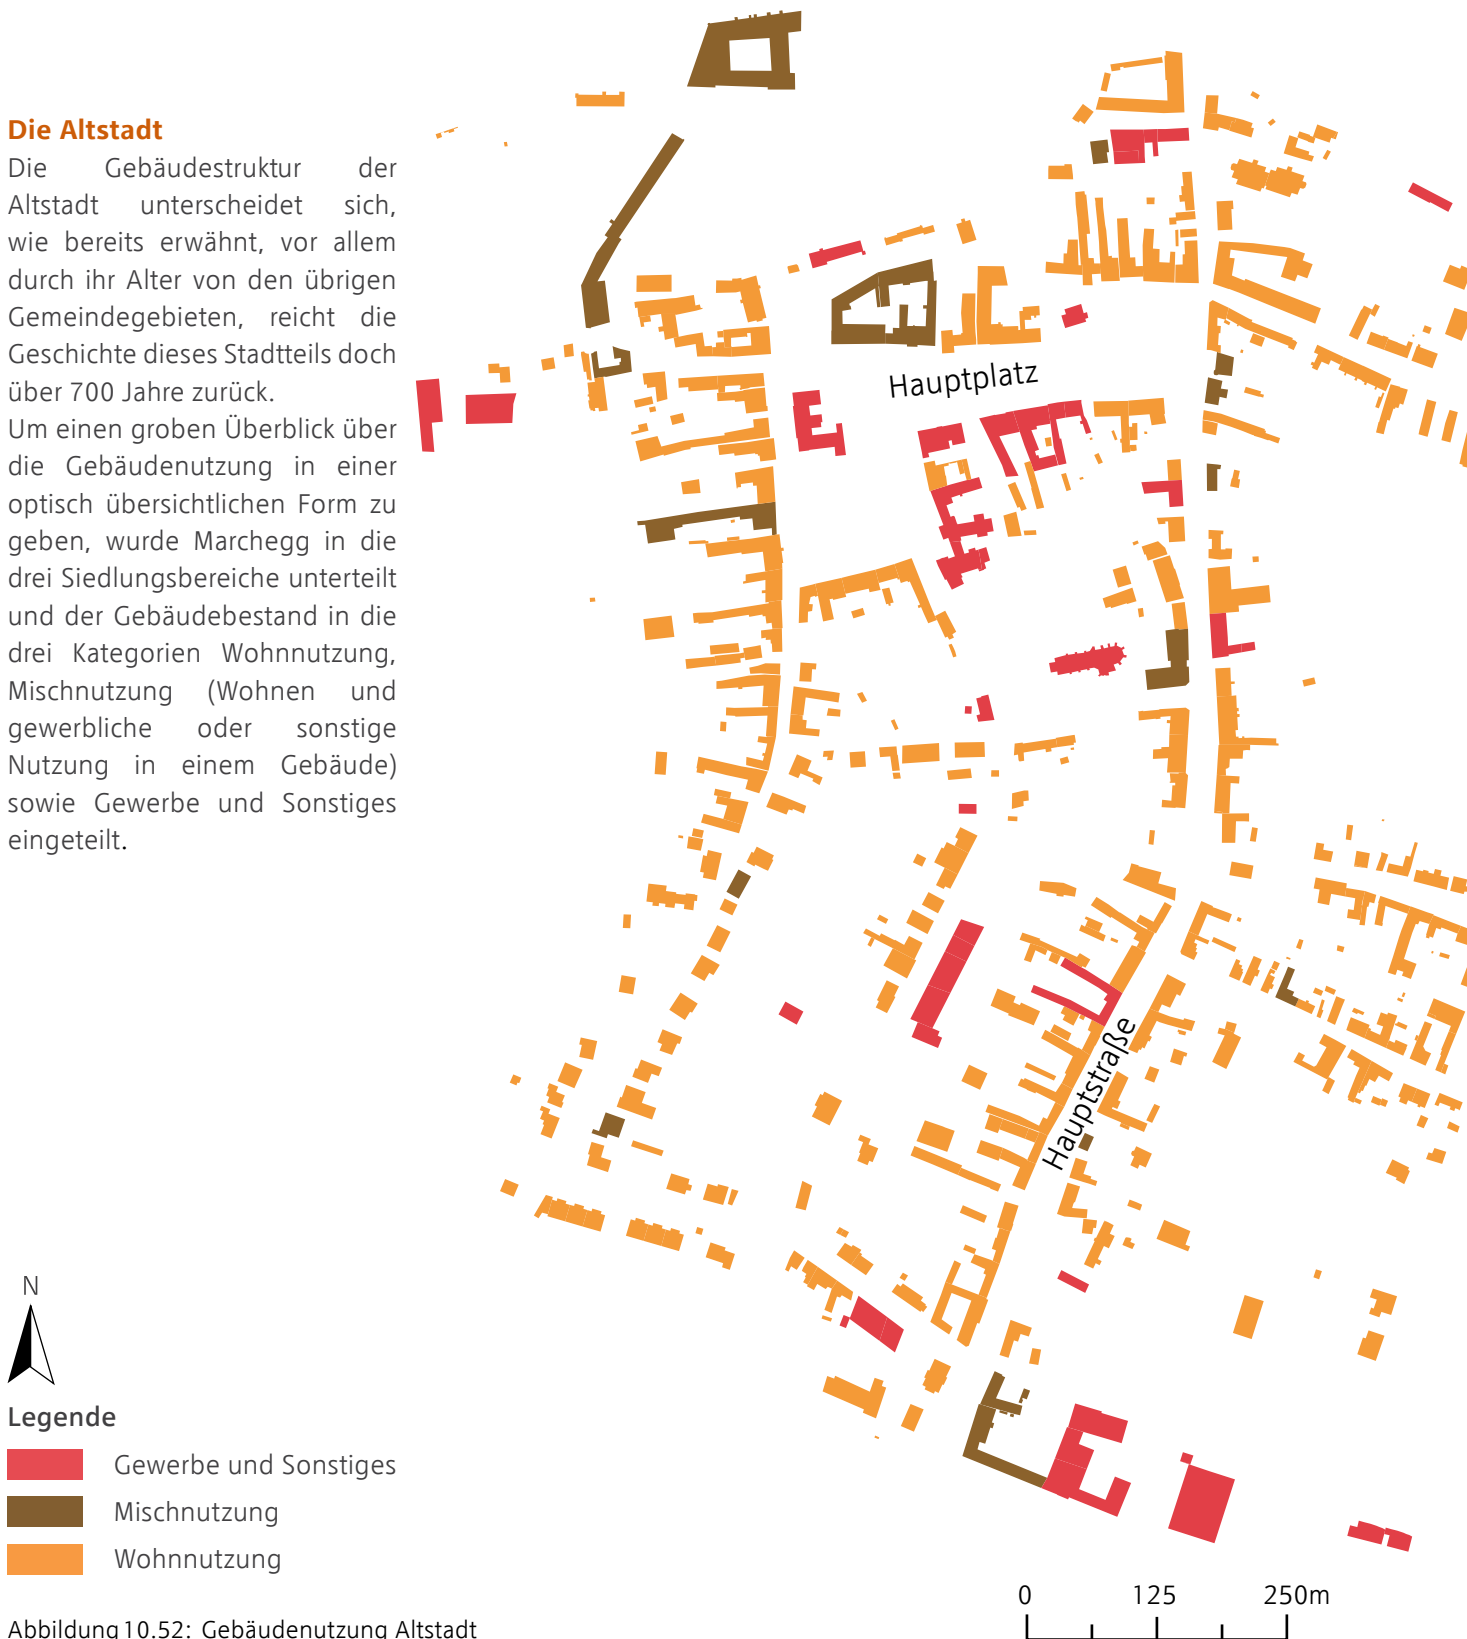 Die Altstadt
Die Gebäudestruktur der
Altstadt unterscheidet sich,
wie bereits erwähnt, vor allem
durch ihr Alter von den übrigen
Gemeindegebieten, reicht die
Geschichte dieses Stadtteils doch
über 700 Jahre zurück.
Um einen groben Überblick über
die Gebäudenutzung in einer
optisch übersichtlichen Form zu
geben, wurde Marchegg in die
drei Siedlungsbereiche unterteilt
und der Gebäudebestand in die
drei Kategorien Wohnnutzung,
Mischnutzung (Wohnen und
gewerbliche oder sonstige
Nutzung in einem Gebäude)
sowie Gewerbe und Sonstiges
eingeteilt.
Hauptplatz
Hauptstraße
N
Legende
Gewerbe und Sonstiges
Mischnutzung
Wohnnutzung
0 125 250m
Abbildung 10.52: Gebäudenutzung Altstadt